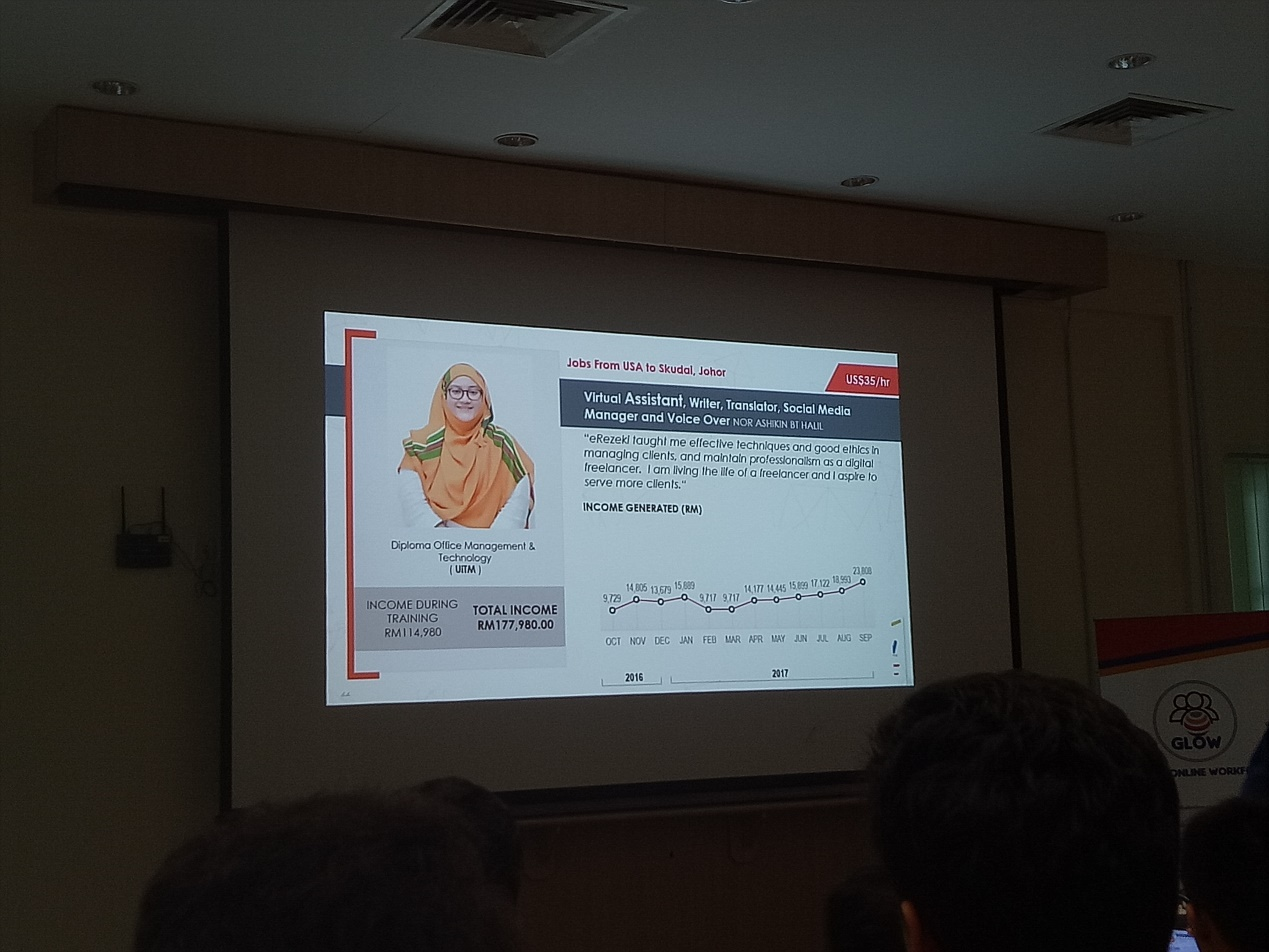 Jobs From USA to Skudai, Johor
US$35/hr
Virtual Assistant, Writer, Translator, Social Media
Manager and Voice Over NOR ASHIKIN BT HALIL
"eRezeki taught me effective techniques and good ethics in
managing clients, and maintain professionalism as a digital
freelancer. I am living the life of a freelancer and I aspire to
serve more clients."
Diploma Office Management &
Technology
( UiTM )
INCOME DURING
TRAINING
RM114,980
TOTAL INCOME
RM177,980.00
INCOME GENERATED (RM)
9,729 14,805 13,679 15,889 9,717 9,717 14,177 14,445 15,899 17,122 18,993 23,808
OCT NOV DEC JAN FEB MAR APR MAY JUN JUL AUG SEP
2016 2017
GLOW
ONLINE